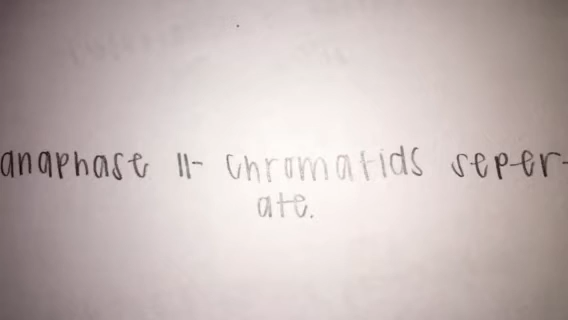 anaphase II- chromatids seper-
ate.